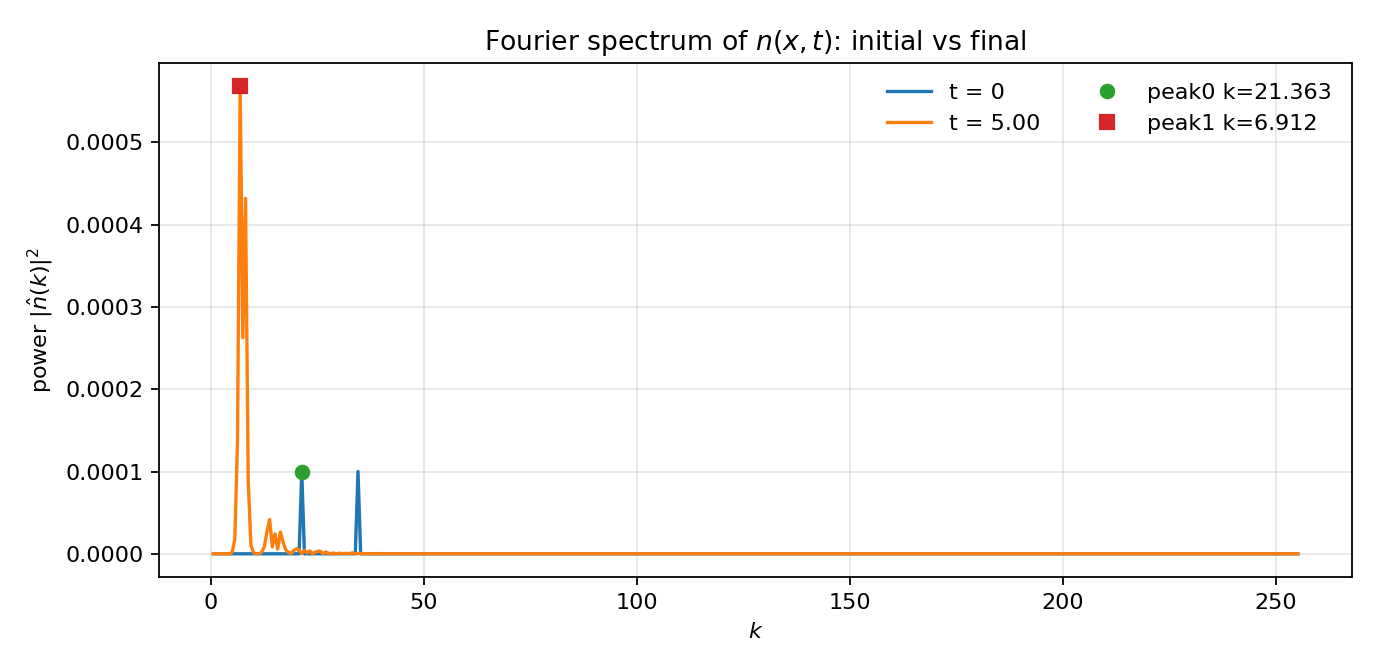 Fourier spectrum of n(x, t): initial vs final
t = 0
t = 5.00
peak0 k=21.363
peak1 k=6.912
power |n̂(k)|²
0.0005
0.0004
0.0003
0.0002
0.0001
0.0000
0 50 100 150 200 250
k